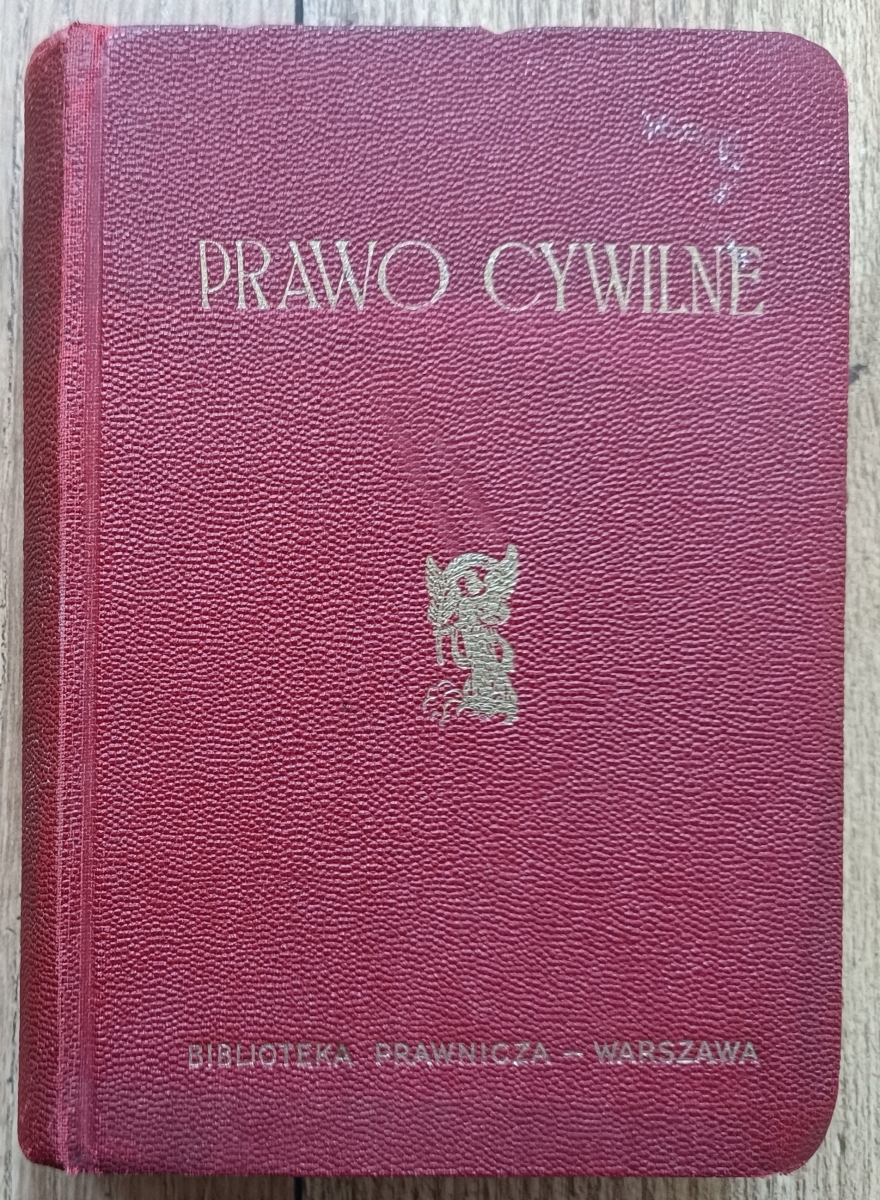 PRAWO CYWILNE
BIBLIOTEKA PRAWNICZA – WARSZAWA